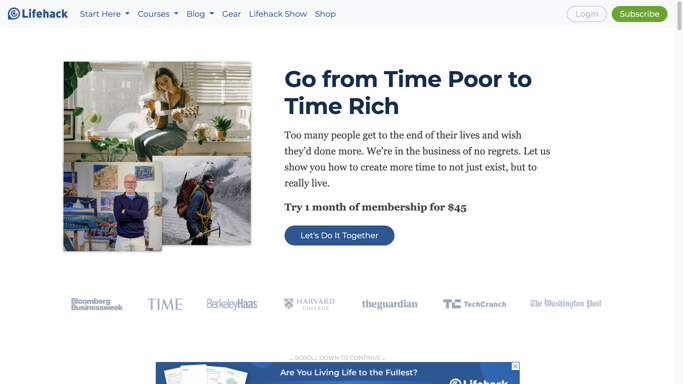 Lifehack
Start Here
Courses
Blog
Gear
Lifehack Show
Shop
Login
Subscribe
Go from Time Poor to
Time Rich
Too many people get to the end of their lives and wish
they'd done more. We're in the business of no regrets. Let us
show you how to create more time to not just exist, but to
really live.
Try 1 month of membership for $45
Let's Do It Together
Bloomberg
Businessweek
TIME
BerkeleyHaas
HARVARD
COLLEGE
theguardian
TC TechCrunch
The Washington Post
SCROLL DOWN TO CONTINUE
Are You Living Life to the Fullest?
Lifehack